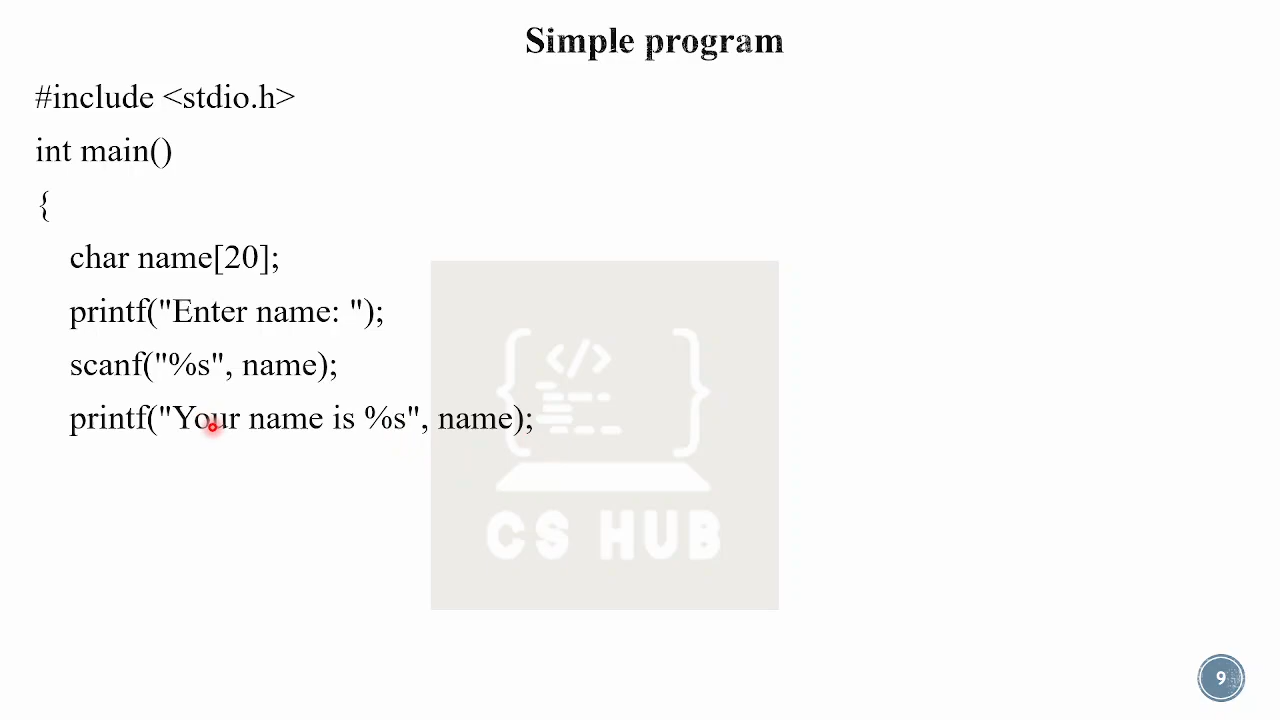 Simple program
#include <stdio.h>
int main()
{
char name[20];
printf("Enter name: ");
scanf("%s", name);
printf("Your name is %s", name);
{ </> }
CS HUB
9